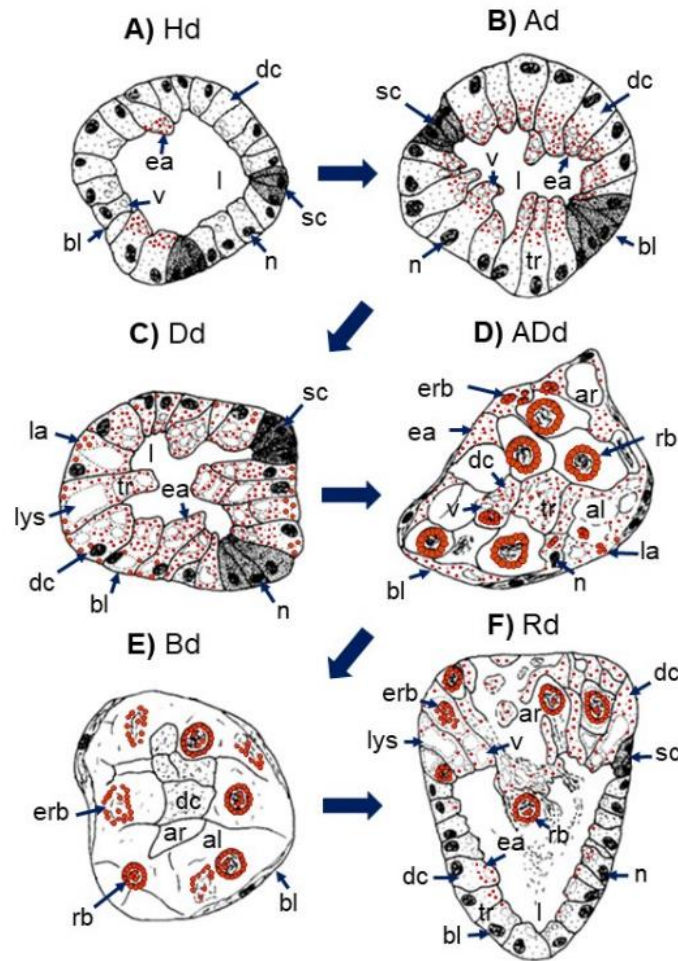 A) Hd
dc
ea
l
v
sc
bl
n
B) Ad
sc
dc
v
l
ea
n
tr
bl
C) Dd
sc
la
l
tr
ea
lys
dc
bl
n
D) ADd
erb
ar
ea
rb
dc
v
tr
al
la
bl
n
E) Bd
erb
dc
ar
al
rb
bl
F) Rd
erb
dc
ar
lys
v
sc
rb
ea
dc
n
tr
l
bl